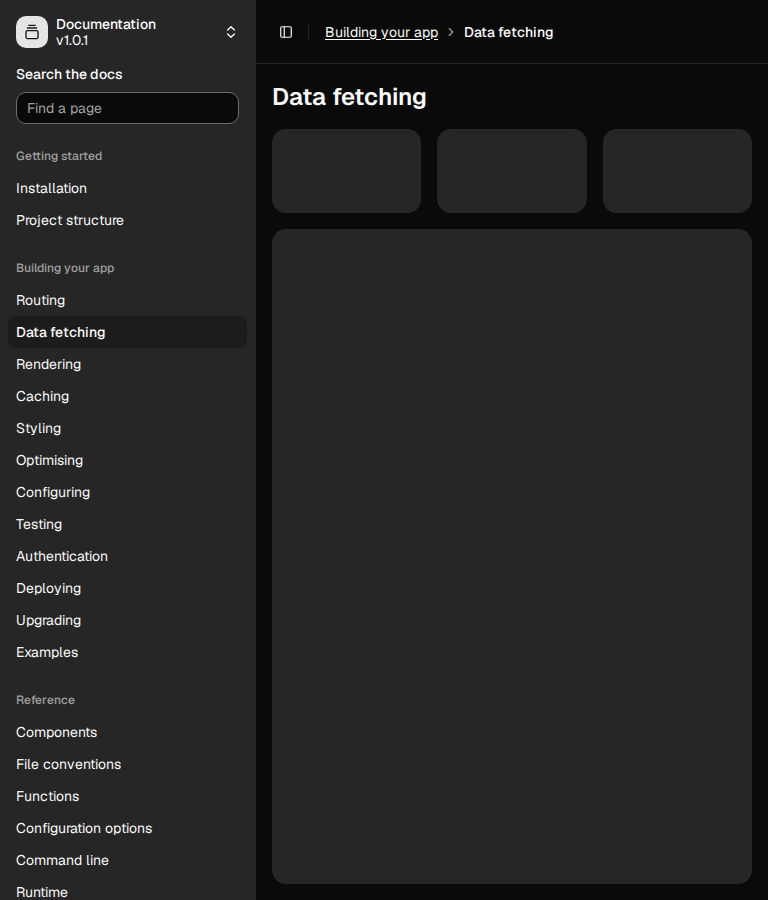 Documentation
v1.0.1
Search the docs
Find a page
Getting started
Installation
Project structure
Building your app
Routing
Data fetching
Rendering
Caching
Styling
Optimising
Configuring
Testing
Authentication
Deploying
Upgrading
Examples
Reference
Components
File conventions
Functions
Configuration options
Command line
Runtime
Building your app
Data fetching
Data fetching